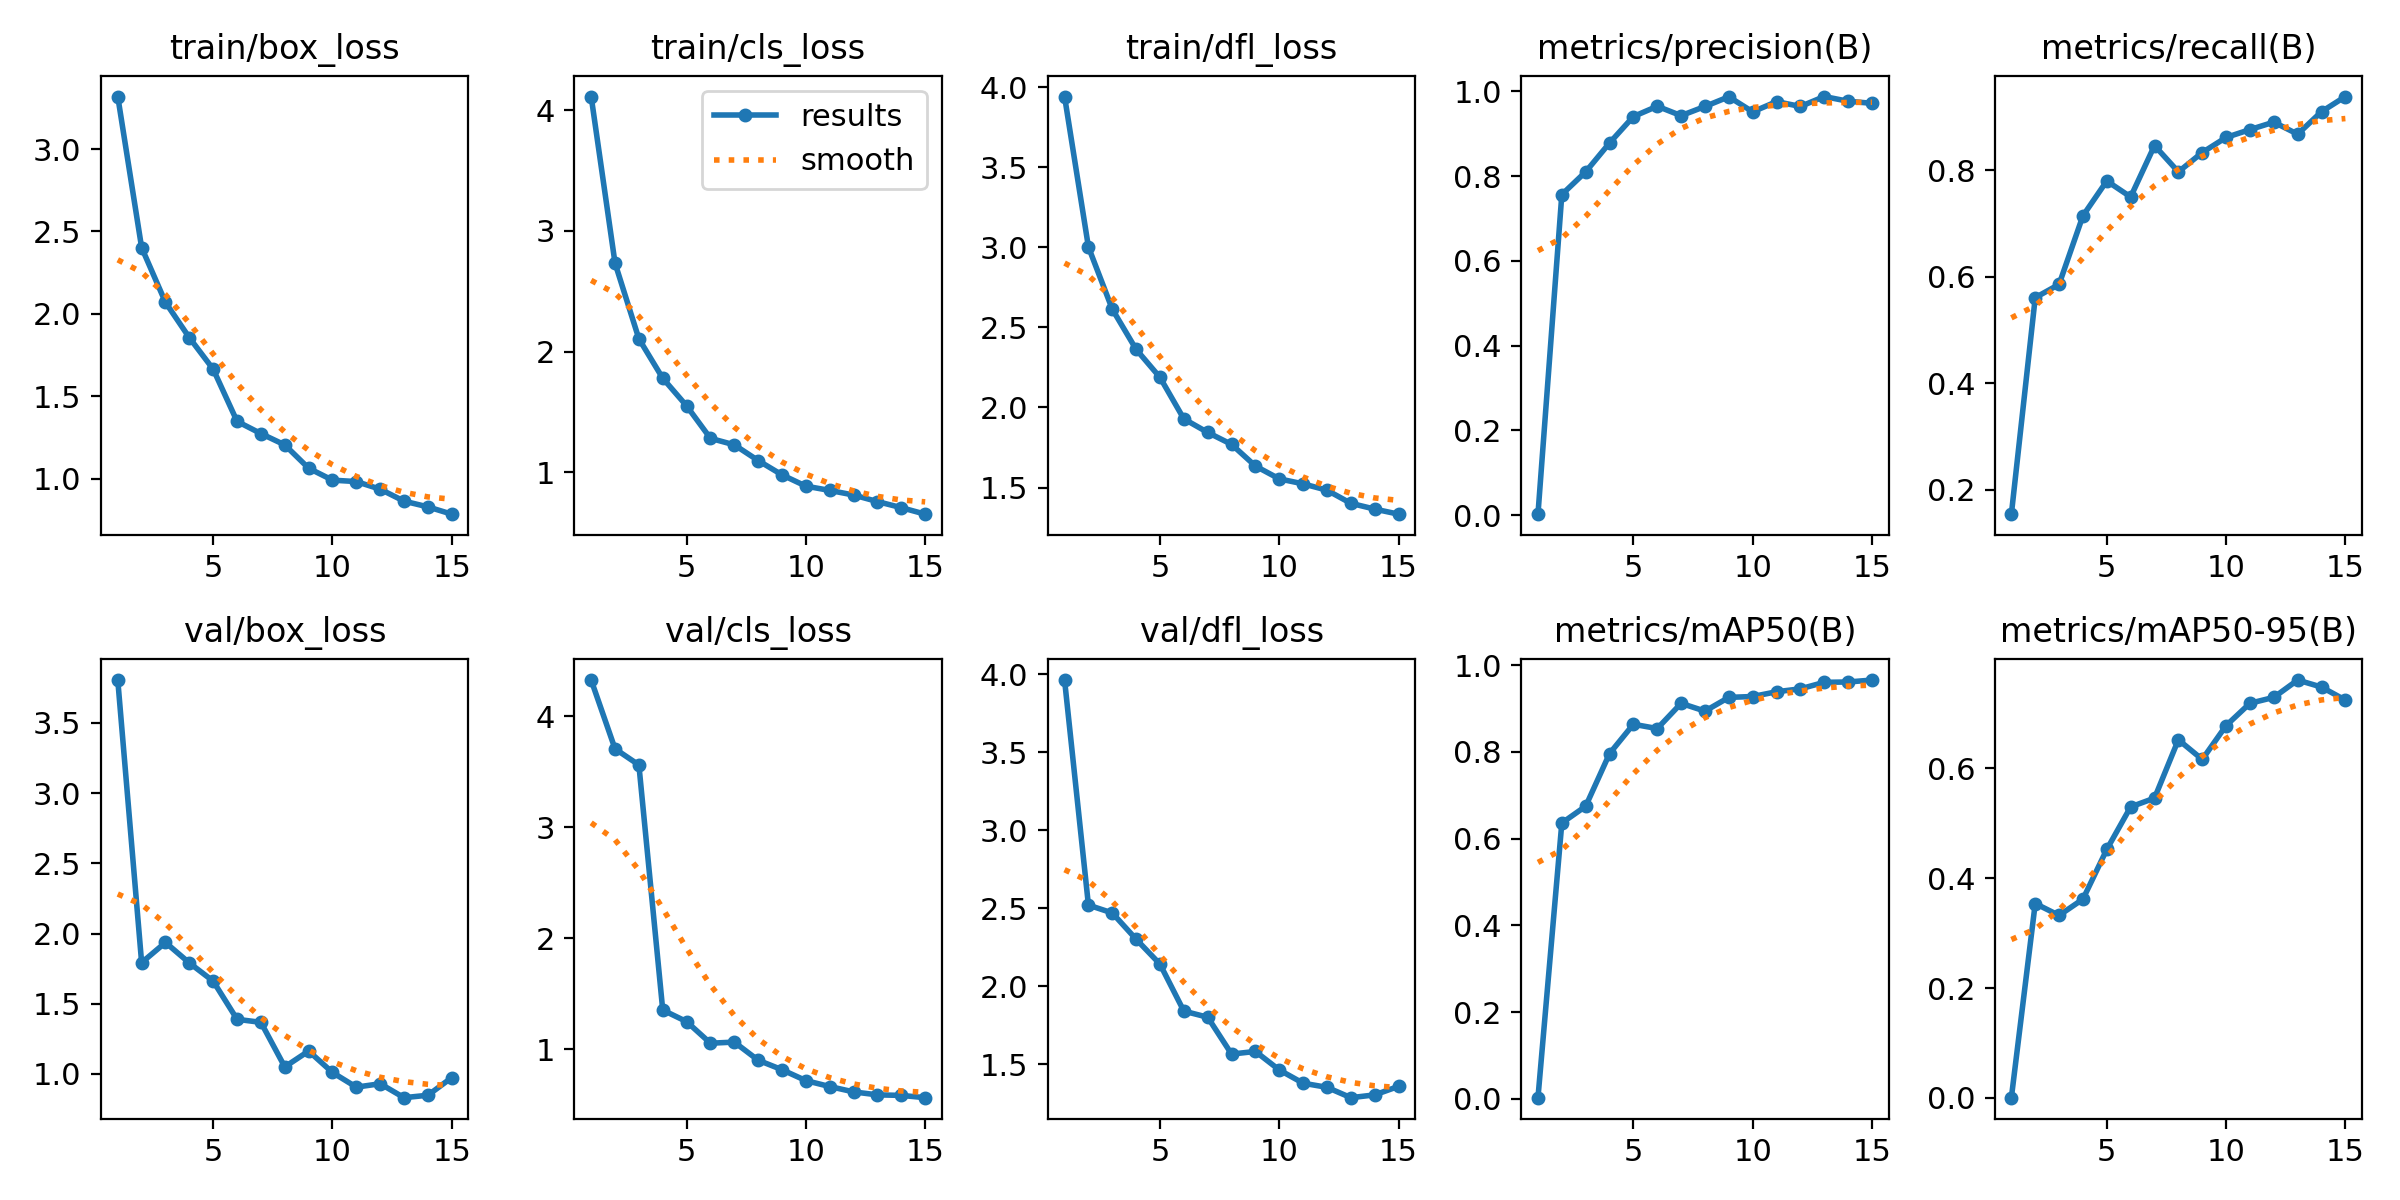 train/box_loss
train/cls_loss
train/dfl_loss
metrics/precision(B)
metrics/recall(B)
3.0
2.5
2.0
1.5
1.0
5 10 15
results
smooth
4
3
2
1
5 10 15
4.0
3.5
3.0
2.5
2.0
1.5
5 10 15
1.0
0.8
0.6
0.4
0.2
0.0
5 10 15
0.8
0.6
0.4
0.2
5 10 15
val/box_loss
val/cls_loss
val/dfl_loss
metrics/mAP50(B)
metrics/mAP50-95(B)
3.5
3.0
2.5
2.0
1.5
1.0
5 10 15
4
3
2
1
5 10 15
4.0
3.5
3.0
2.5
2.0
1.5
5 10 15
1.0
0.8
0.6
0.4
0.2
0.0
5 10 15
0.6
0.4
0.2
0.0
5 10 15